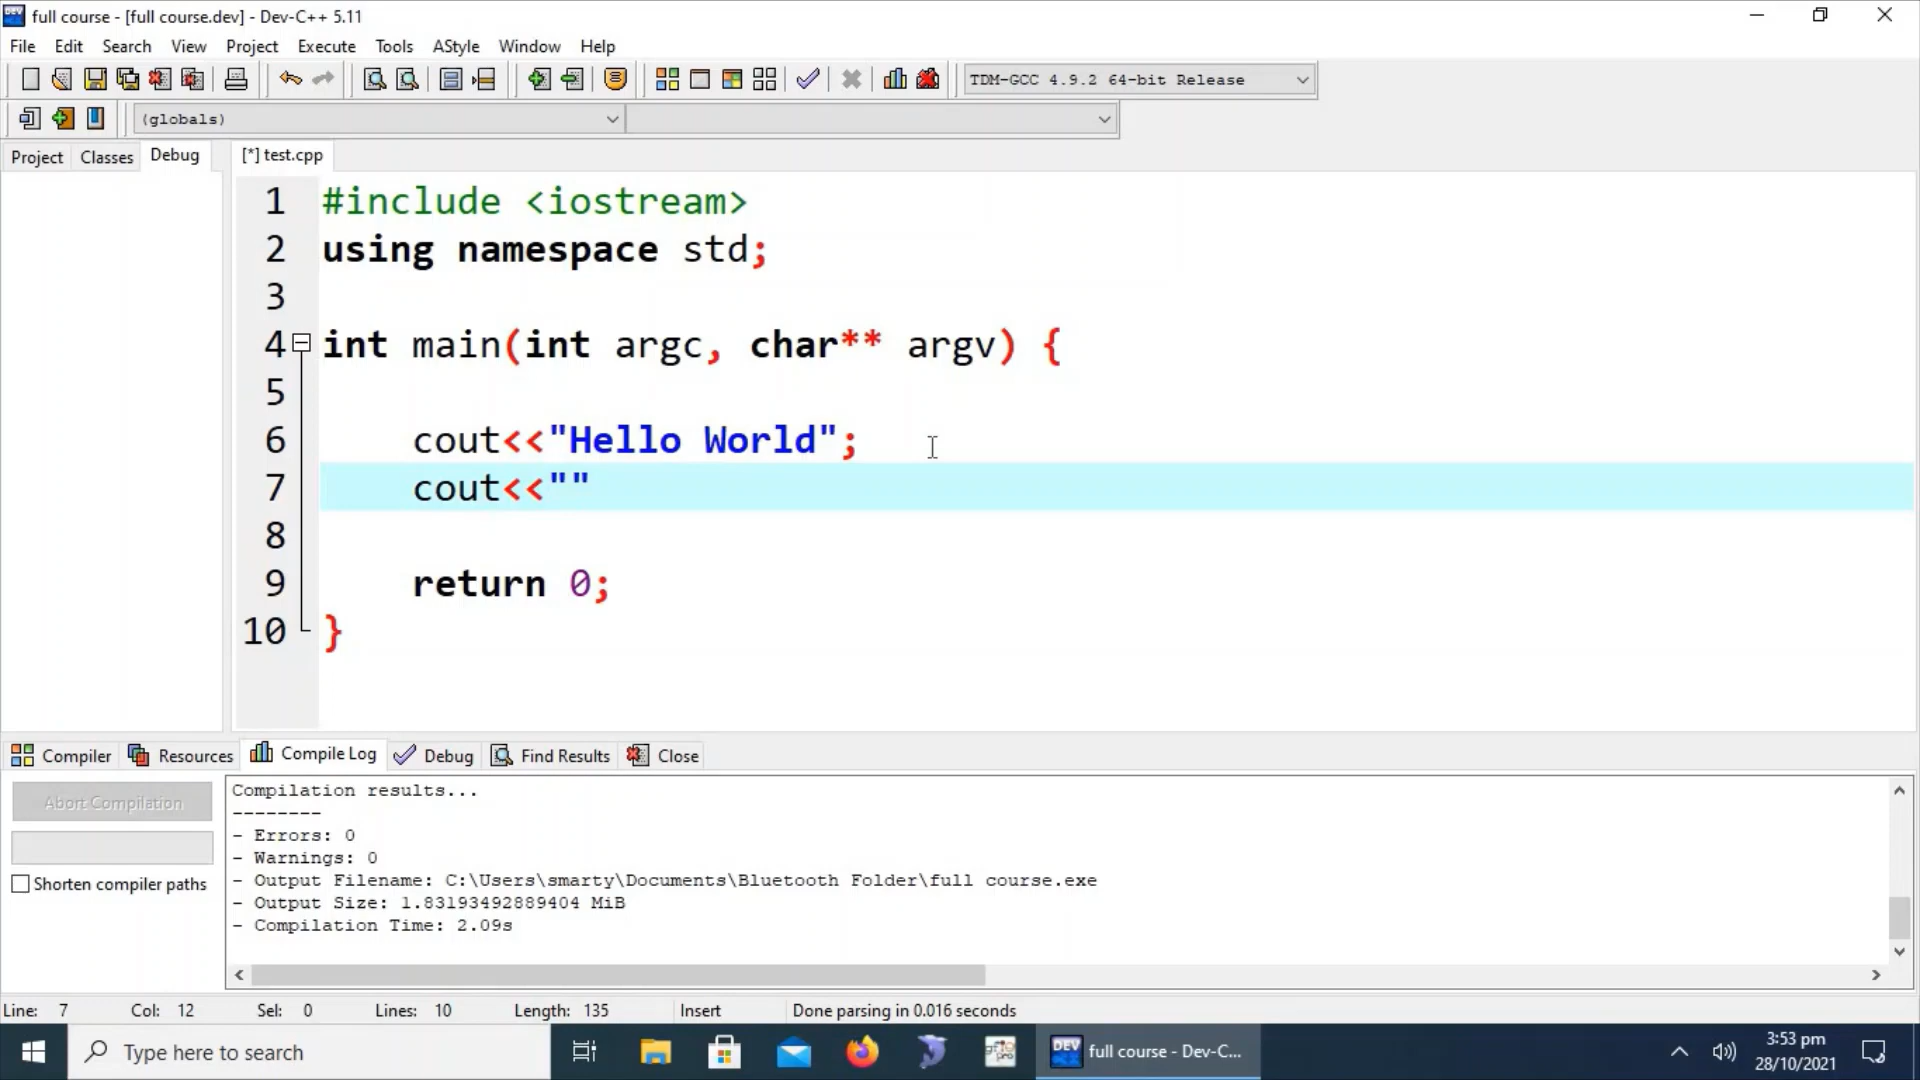 full course - [full course.dev] - Dev-C++ 5.11
File Edit Search View Project Execute Tools AStyle Window Help
TDM-GCC 4.9.2 64-bit Release
(globals)
Project Classes Debug [*] test.cpp
1 #include <iostream>
2 using namespace std;
3
4 int main(int argc, char** argv) {
5
6 cout<<"Hello World";
7 cout<<""
8
9 return 0;
10 }
Compiler Resources Compile Log Debug Find Results Close
Abort Compilation
Shorten compiler paths
Compilation results...
--------
- Errors: 0
- Warnings: 0
- Output Filename: C:\Users\smarty\Documents\Bluetooth Folder\full course.exe
- Output Size: 1.83193492889404 MiB
- Compilation Time: 2.09s
Line: 7 Col: 12 Sel: 0 Lines: 10 Length: 135 Insert Done parsing in 0.016 seconds
Type here to search
DEV full course - Dev-C...
3:53 pm
28/10/2021